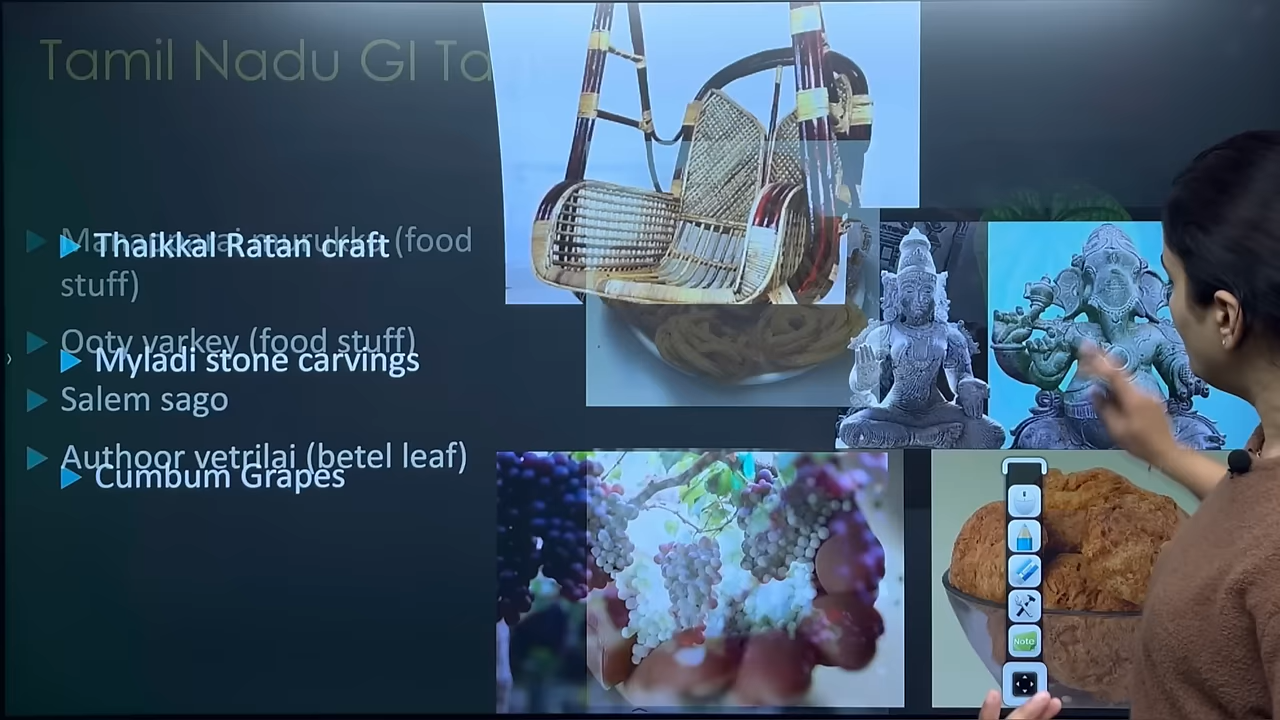 Tamil Nadu GI Ta
Manapparai murukku (food
stuff)
Thaikkal Ratan craft
Ooty varkey (food stuff)
Myladi stone carvings
Salem sago
Authoor vetrilai (betel leaf)
Cumbum Grapes
Note